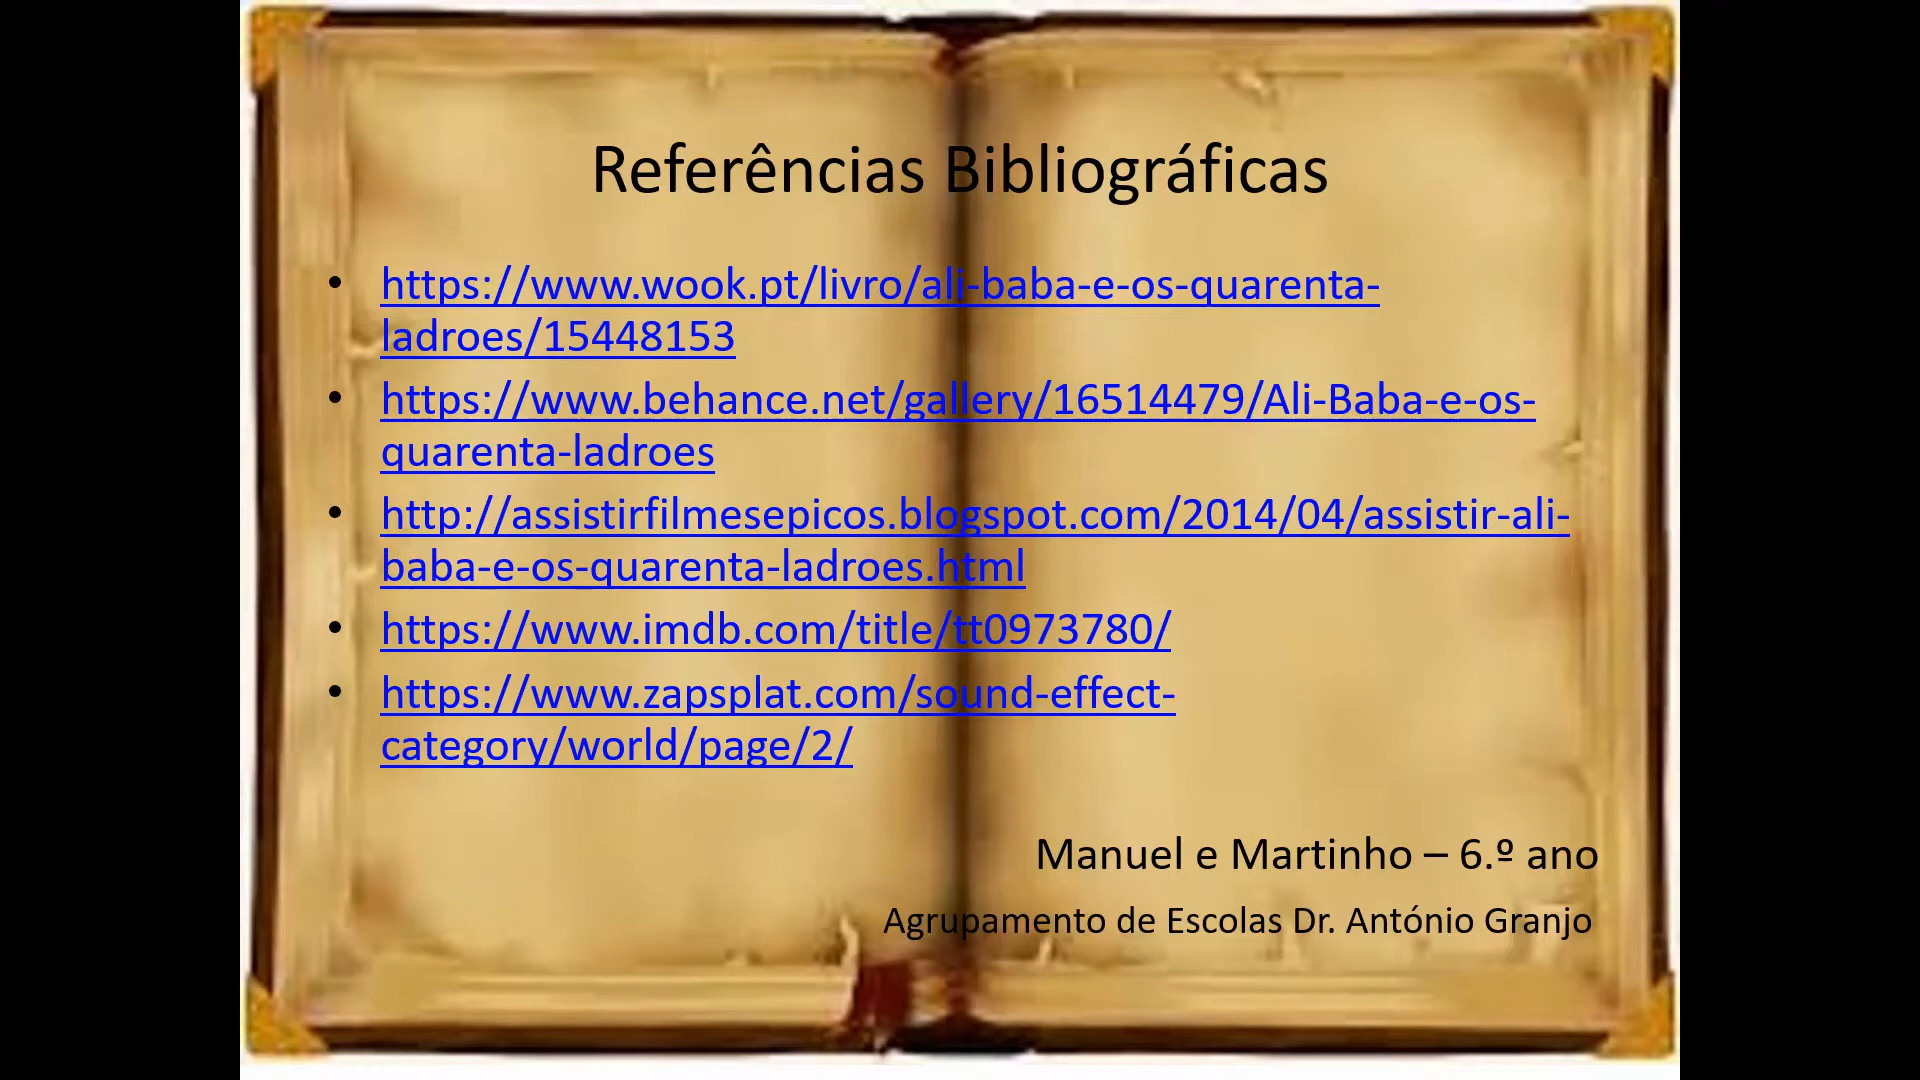 Referências Bibliográficas
• https://www.wook.pt/livro/ali-baba-e-os-quarenta-
ladroes/15448153
• https://www.behance.net/gallery/16514479/Ali-Baba-e-os-
quarenta-ladroes
• http://assistirfilmesepicos.blogspot.com/2014/04/assistir-ali-
baba-e-os-quarenta-ladroes.html
• https://www.imdb.com/title/tt0973780/
• https://www.zapsplat.com/sound-effect-
category/world/page/2/
Manuel e Martinho – 6.º ano
Agrupamento de Escolas Dr. António Granjo